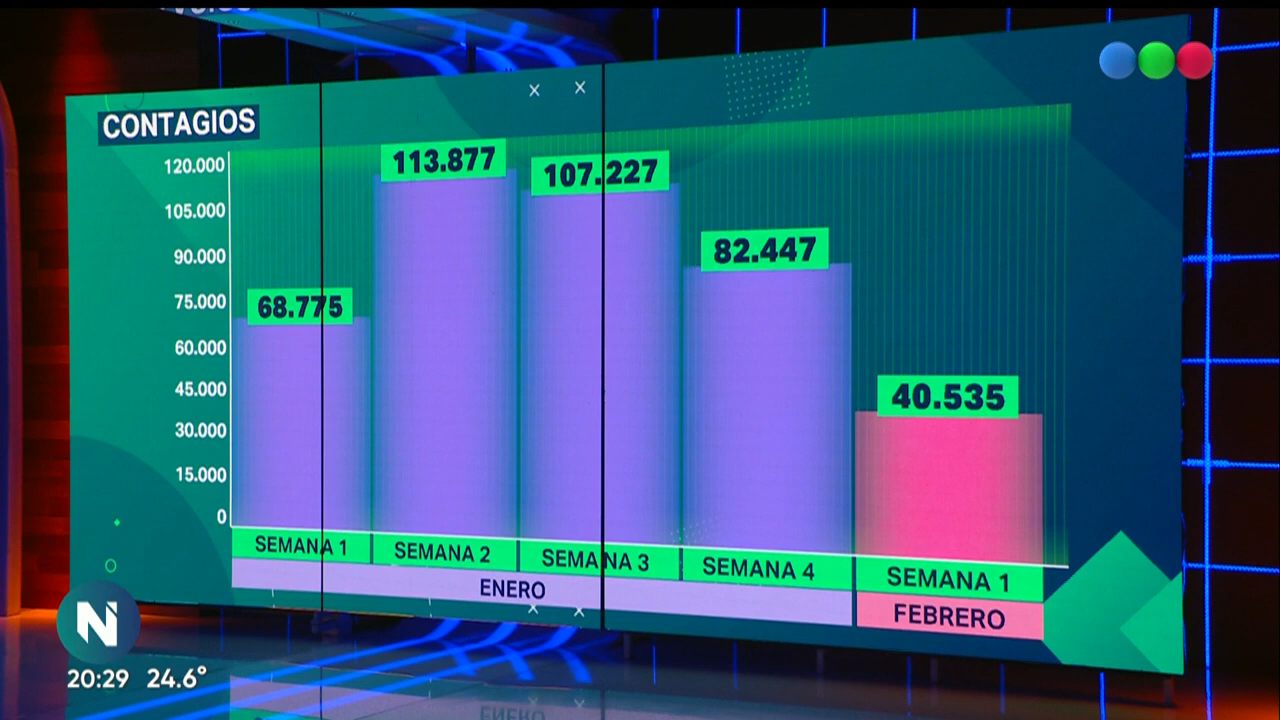 CONTAGIOS
120.000
105.000
90.000
75.000
60.000
45.000
30.000
15.000
0
68.775
113.877
107.227
82.447
40.535
SEMANA 1
SEMANA 2
SEMANA 3
SEMANA 4
SEMANA 1
ENERO
FEBRERO
N
20:29 24.6°
ENERO